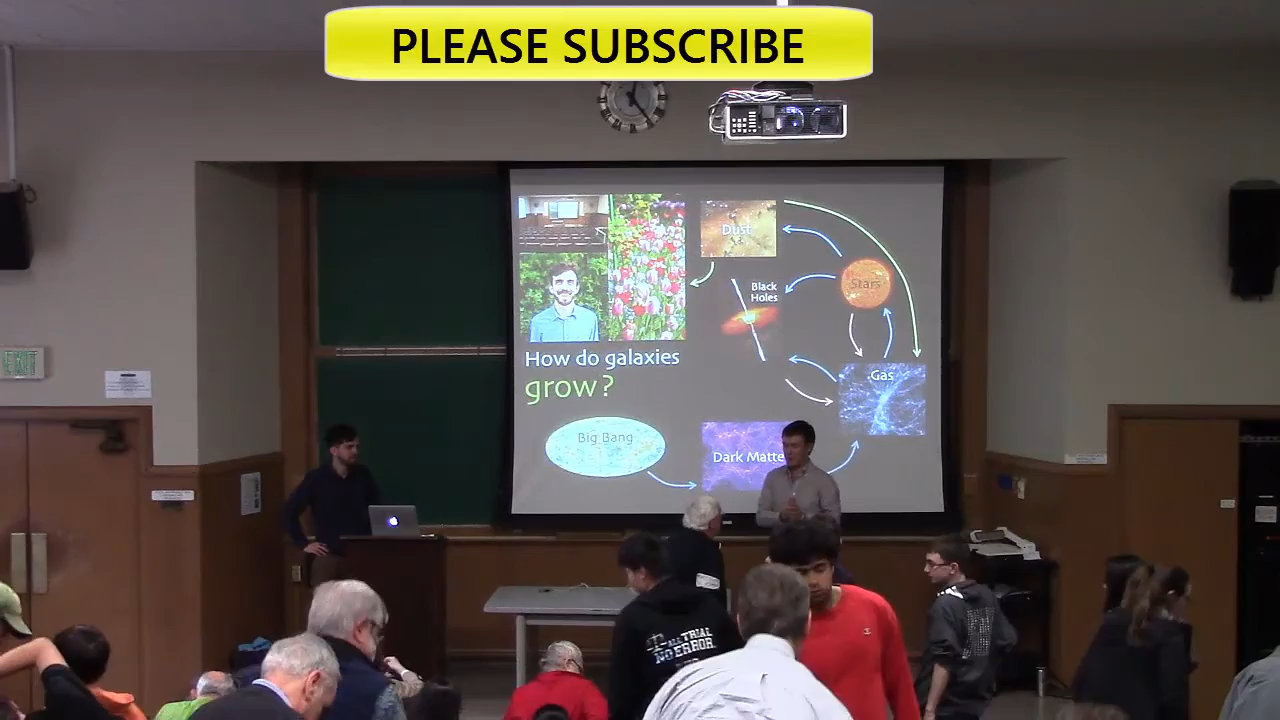 PLEASE SUBSCRIBE
Dust
Stars
Black
Holes
How do galaxies
grow?
Gas
Big Bang
Dark Matte
EXIT
TRIAL
NO ERROR